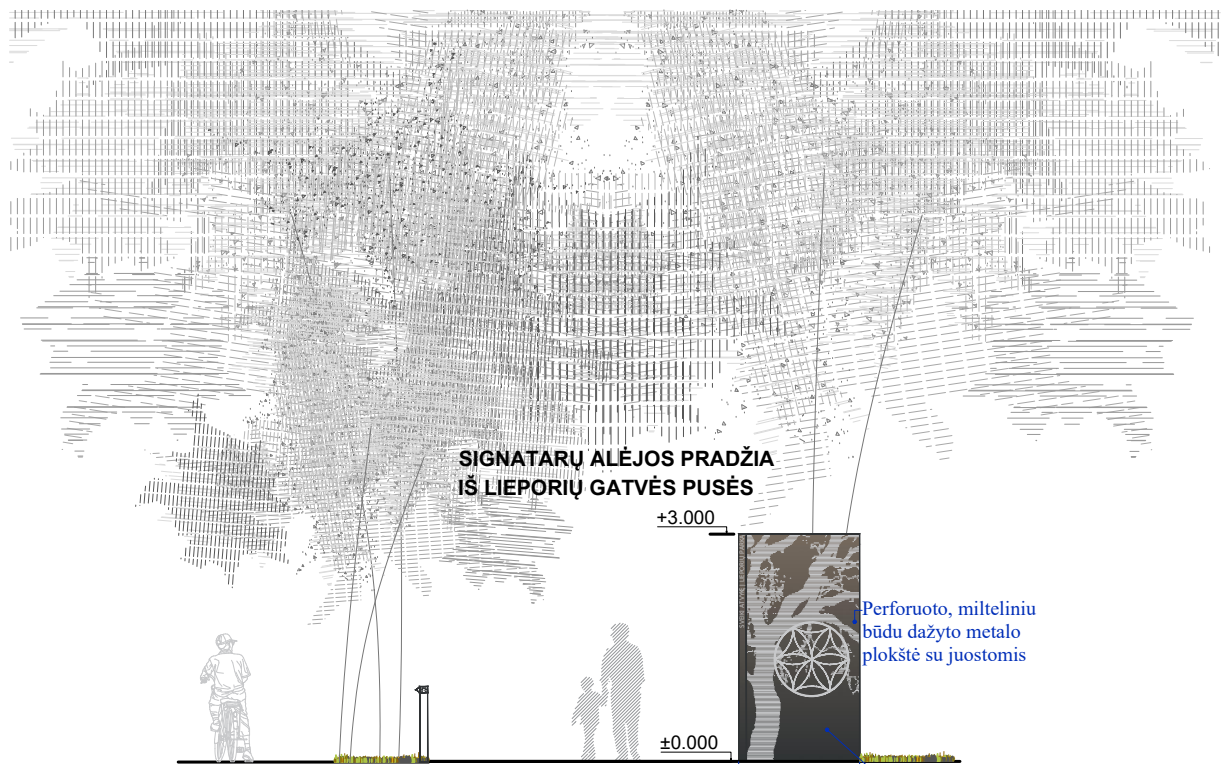 SIGNATARŲ ALĖJOS PRADŽIA
IŠ LIEPORIŲ GATVĖS PUSĖS
+3.000
Perforuoto, milteliniu
būdu dažyto metalo
plokštė su juostomis
±0.000